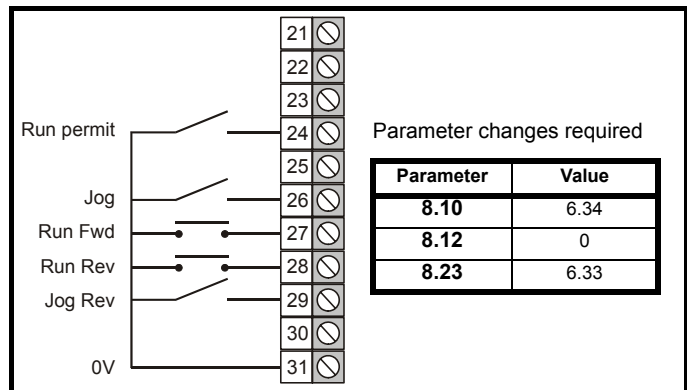 21
22
23
Run permit 24
25
Jog 26
Run Fwd 27
Run Rev 28
Jog Rev 29
30
0V 31
Parameter changes required
Parameter Value
8.10 6.34
8.12 0
8.23 6.33